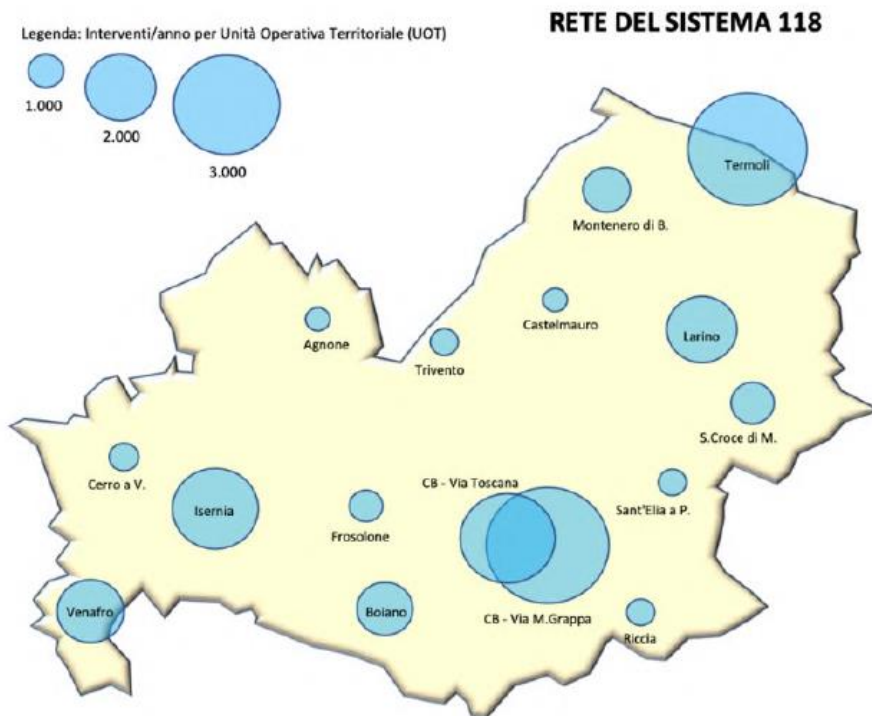 RETE DEL SISTEMA 118
Legenda: Interventi/anno per Unità Operativa Territoriale (UOT)
1.000
2.000
3.000
Termoli
Montenero di B.
Castelmauro
Agnone
Trivento
Larino
S.Croce di M.
Cerro a V.
CB - Via Toscana
Sant'Elia a P.
Isernia
Frosolone
Venafro
Boiano
CB - Via M.Grappa
Riccia